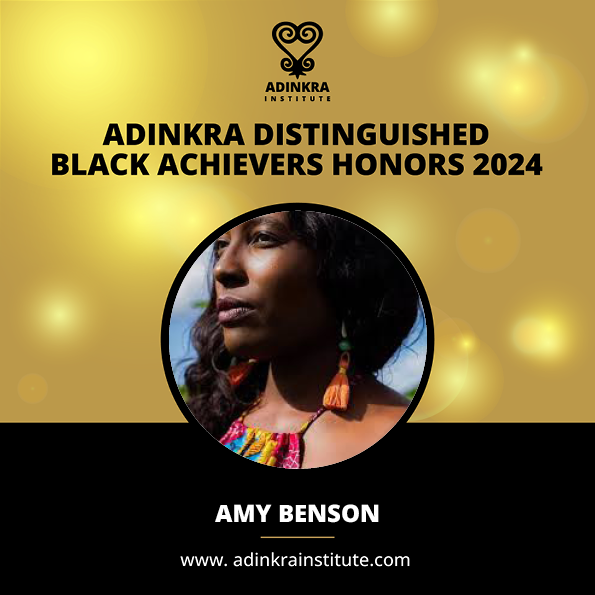 ADINKRA
INSTITUTE
ADINKRA DISTINGUISHED
BLACK ACHIEVERS HONORS 2024
AMY BENSON
www. adinkrainstitute.com